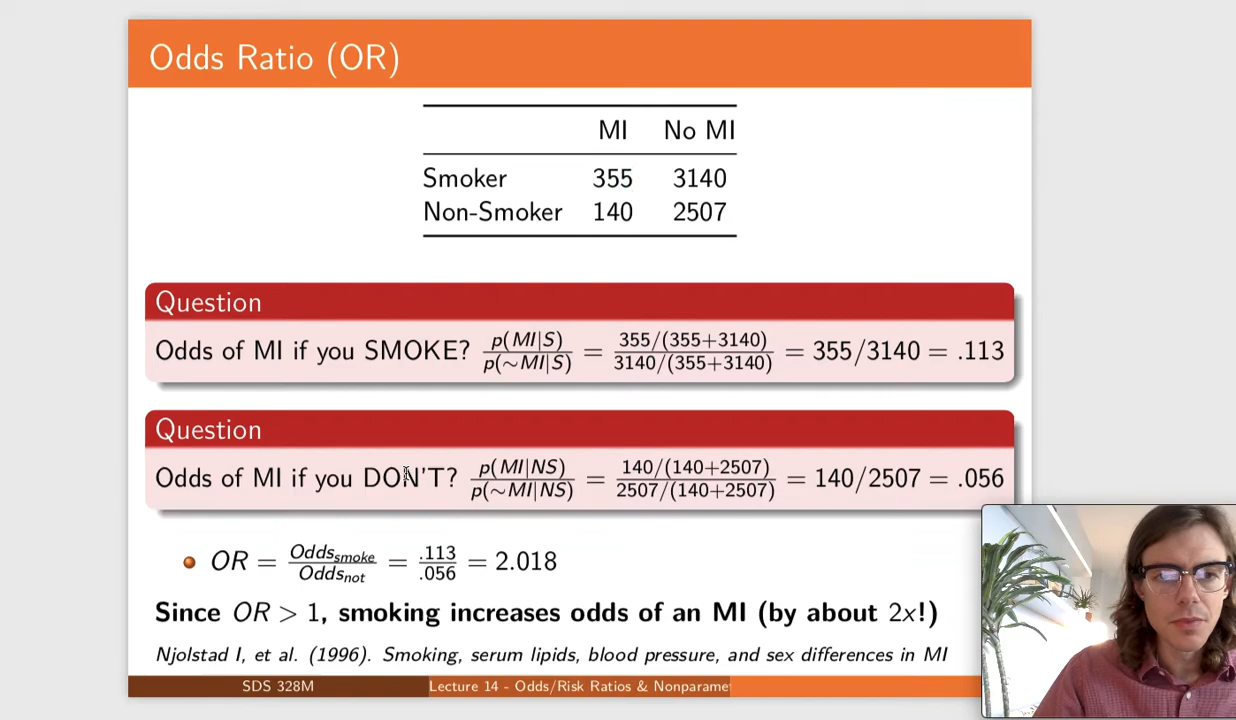 Odds Ratio (OR)
MI No MI
Smoker 355 3140
Non-Smoker 140 2507
Question
Odds of MI if you SMOKE? p(MI|S)/p(∼MI|S) = 355/(355+3140)/3140/(355+3140) = 355/3140 = .113
Question
Odds of MI if you DON'T? p(MI|NS)/p(∼MI|NS) = 140/(140+2507)/2507/(140+2507) = 140/2507 = .056
OR = Odds_smoke/Odds_not = .113/.056 = 2.018
Since OR > 1, smoking increases odds of an MI (by about 2x!)
Njolstad I, et al. (1996). Smoking, serum lipids, blood pressure, and sex differences in MI
SDS 328M Lecture 14 - Odds/Risk Ratios & Nonparame